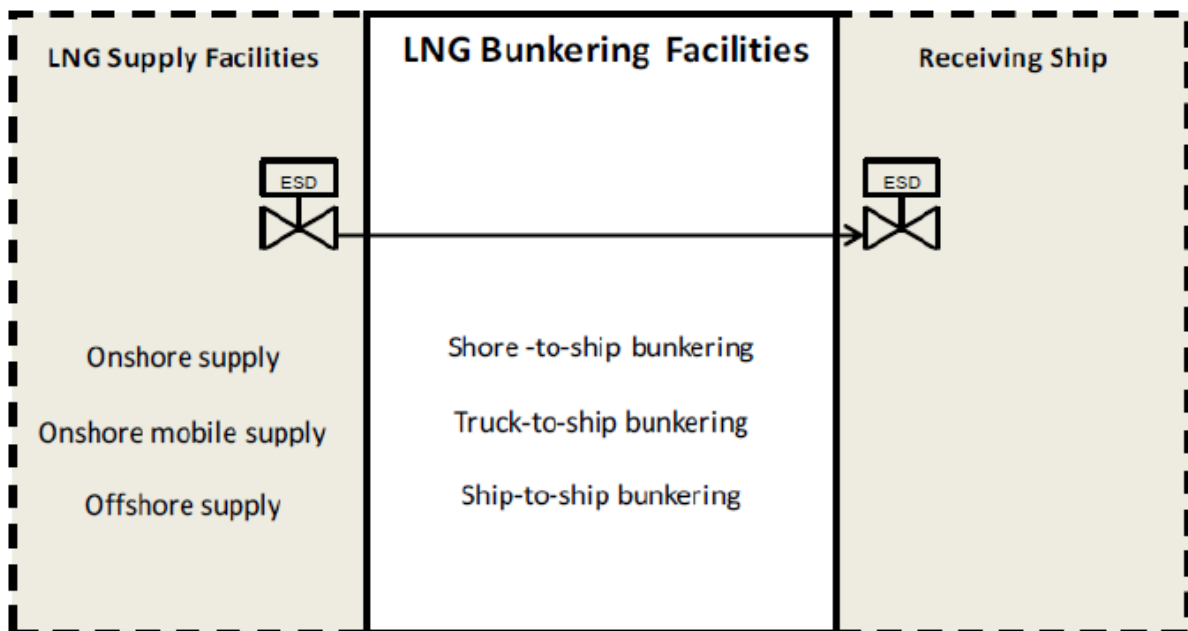 LNG Supply Facilities
LNG Bunkering Facilities
Receiving Ship
ESD
ESD
Onshore supply
Shore -to-ship bunkering
Onshore mobile supply
Truck-to-ship bunkering
Offshore supply
Ship-to-ship bunkering